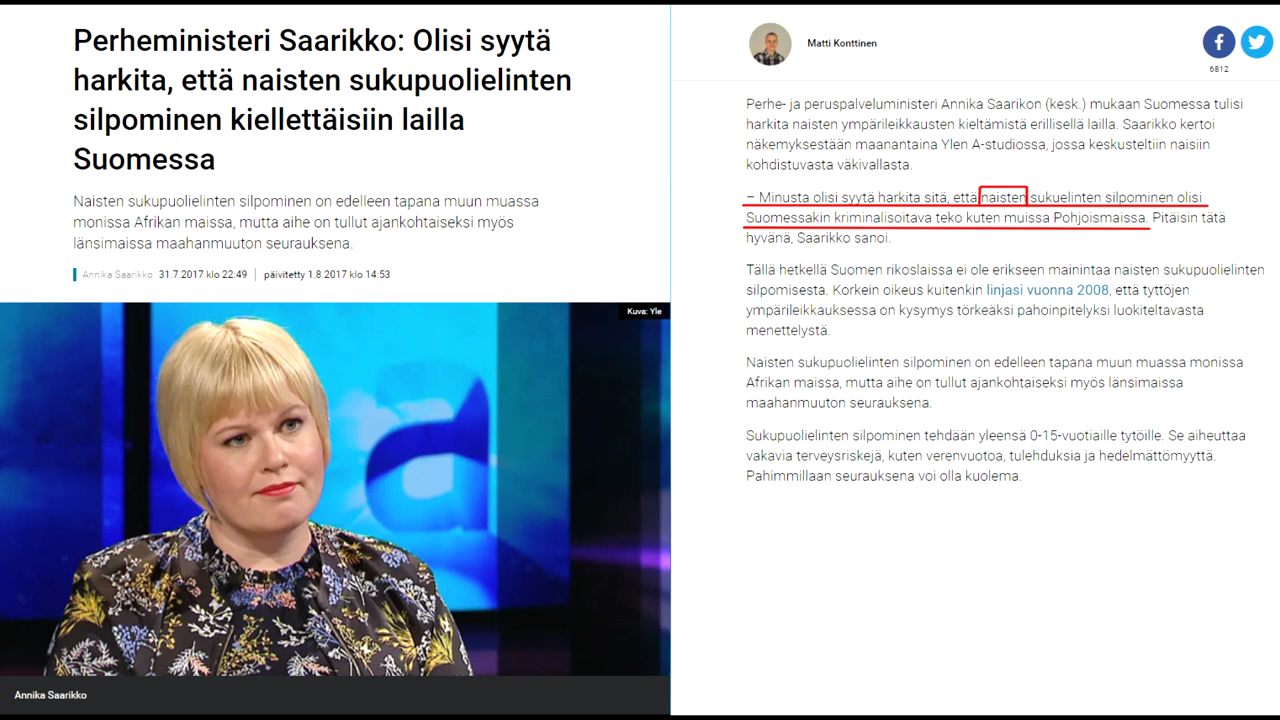 Perheministeri Saarikko: Olisi syytä
harkita, että naisten sukupuolielinten
silpominen kiellettäisiin lailla
Suomessa
Naisten sukupuolielinten silpominen on edelleen tapana muun muassa
monissa Afrikan maissa, mutta aihe on tullut ajankohtaiseksi myös
länsimaissa maahanmuuton seurauksena.
Annika Saarikko 31.7.2017 klo 22:49 päivitetty 1.8.2017 klo 14:53
Kuva: Yle
a
Annika Saarikko
Matti Konttinen
6812
Perhe- ja peruspalveluministeri Annika Saarikon (kesk.) mukaan Suomessa tulisi
harkita naisten ympärileikkausten kieltämistä erillisellä lailla. Saarikko kertoi
näkemyksestään maanantaina Ylen A-studiossa, jossa keskusteltiin naisiin
kohdistuvasta väkivallasta.
– Minusta olisi syytä harkita sitä, että naisten sukuelinten silpominen olisi
Suomessakin kriminalisoitava teko kuten muissa Pohjoismaissa. Pitäisin tätä
hyvänä, Saarikko sanoi.
Tällä hetkellä Suomen rikoslaissa ei ole erikseen mainintaa naisten sukupuolielinten
silpomisesta. Korkein oikeus kuitenkin linjasi vuonna 2008, että tyttöjen
ympärileikkauksessa on kysymys törkeäksi pahoinpitelyksi luokiteltavasta
menettelystä.
Naisten sukupuolielinten silpominen on edelleen tapana muun muassa monissa
Afrikan maissa, mutta aihe on tullut ajankohtaiseksi myös länsimaissa
maahanmuuton seurauksena.
Sukupuolielinten silpominen tehdään yleensä 0-15-vuotiaille tytöille. Se aiheuttaa
vakavia terveysriskejä, kuten verenvuotoa, tulehduksia ja hedelmättömyyttä.
Pahimmillaan seurauksena voi olla kuolema.